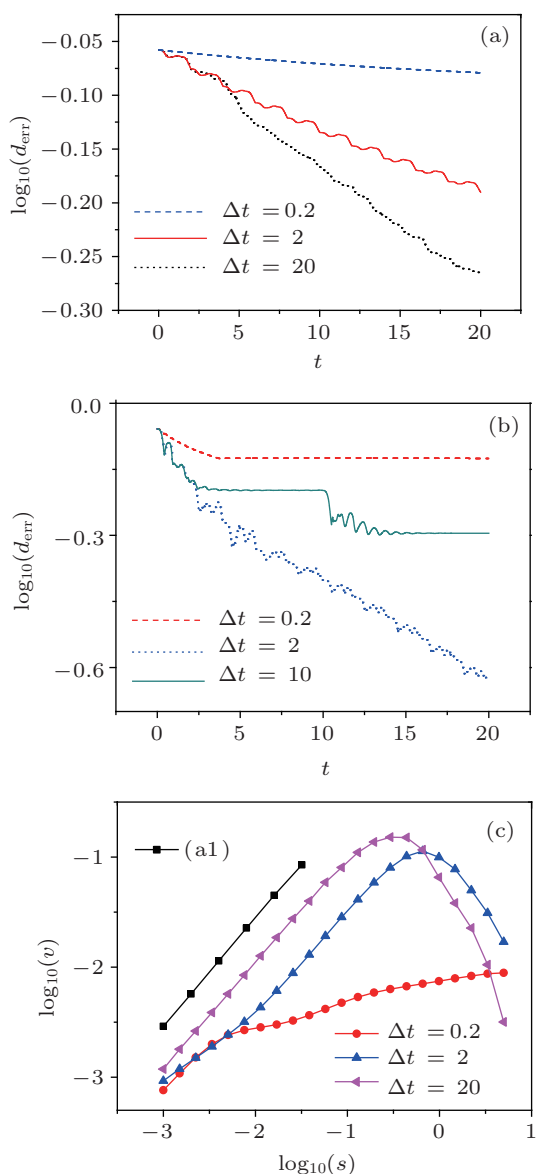 (a)
−0.05
−0.10
−0.15
−0.20
−0.25
−0.30
log₁₀(d_err)
Δt = 0.2
Δt = 2
Δt = 20
0 5 10 15 20
t
(b)
0.0
−0.3
−0.6
log₁₀(d_err)
Δt = 0.2
Δt = 2
Δt = 10
0 5 10 15 20
t
(c)
(a1)
−1
−2
−3
log₁₀(v)
Δt = 0.2
Δt = 2
Δt = 20
−3 −2 −1 0 1
log₁₀(s)